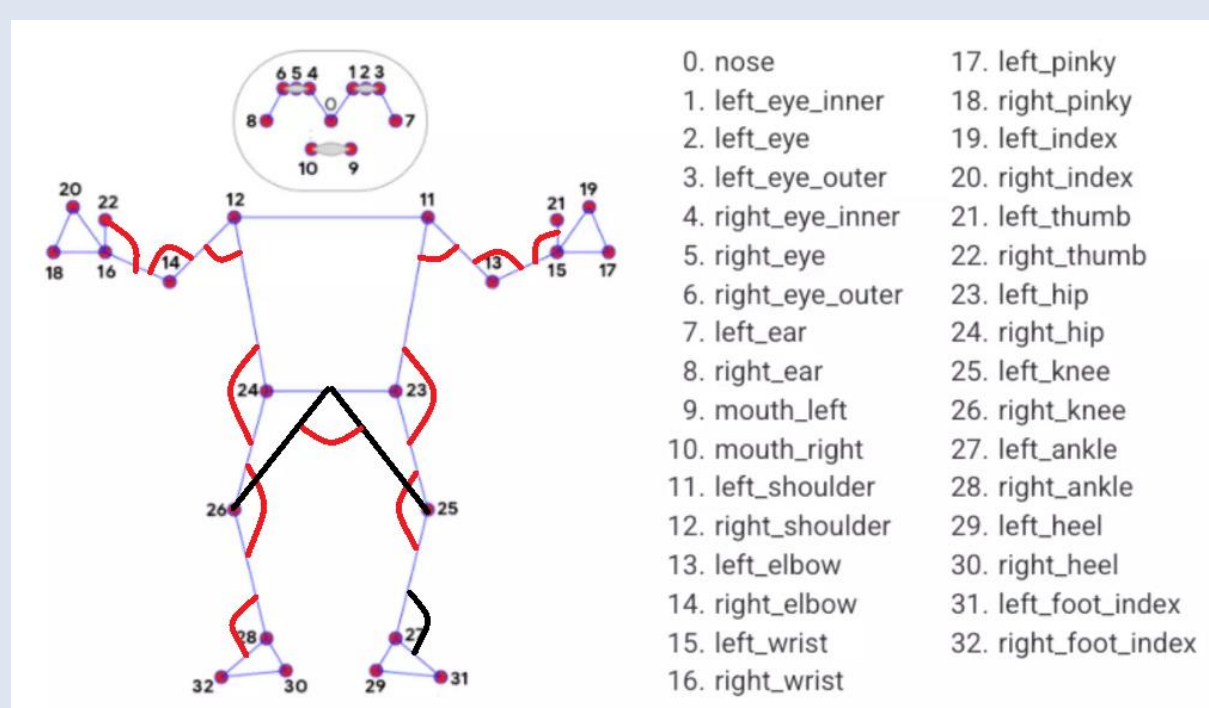 6 5 4 1 2 3
0
8 7
10 9
20 22 12 11 21 19
18 16 14 13 15 17
24 23
26 25
28 27
32 30 29 31
0. nose
1. left_eye_inner
2. left_eye
3. left_eye_outer
4. right_eye_inner
5. right_eye
6. right_eye_outer
7. left_ear
8. right_ear
9. mouth_left
10. mouth_right
11. left_shoulder
12. right_shoulder
13. left_elbow
14. right_elbow
15. left_wrist
16. right_wrist
17. left_pinky
18. right_pinky
19. left_index
20. right_index
21. left_thumb
22. right_thumb
23. left_hip
24. right_hip
25. left_knee
26. right_knee
27. left_ankle
28. right_ankle
29. left_heel
30. right_heel
31. left_foot_index
32. right_foot_index